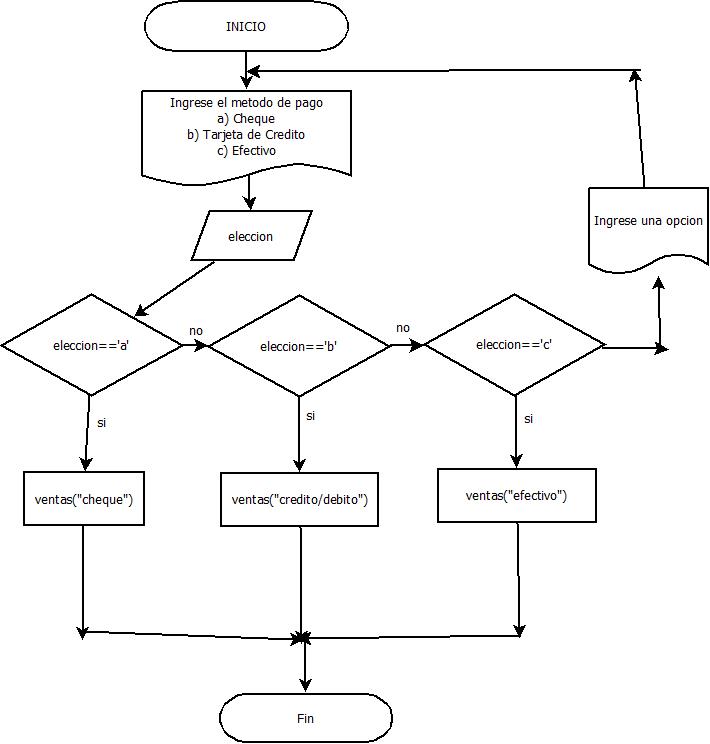 INICIO
Ingrese el metodo de pago
a) Cheque
b) Tarjeta de Credito
c) Efectivo
Ingrese una opcion
eleccion
eleccion=='a'
no
eleccion=='b'
no
eleccion=='c'
si
si
si
ventas("cheque")
ventas("credito/debito")
ventas("efectivo")
Fin